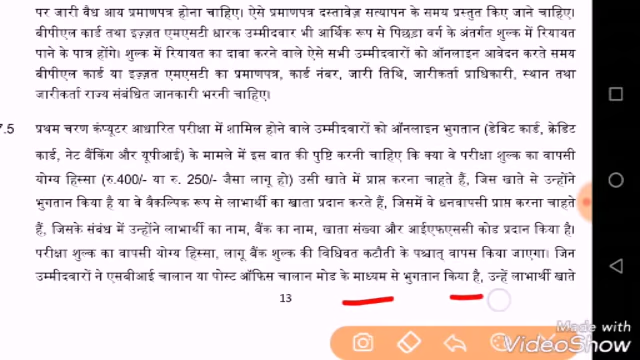 पर जारी वैध आय प्रमाणपत्र होना चाहिए। ऐसे प्रमाणपत्र दस्तावेज़ सत्यापन के समय प्रस्तुत किए जाने चाहिए।
बीपीएल कार्ड तथा इज़्ज़त एमएसटी धारक उम्मीदवार भी आर्थिक रूप से पिछड़ा वर्ग के अंतर्गत शुल्क में रियायत
पाने के पात्र होंगे। शुल्क में रियायत का दावा करने वाले ऐसे सभी उम्मीदवारों को ऑनलाइन आवेदन करते समय
बीपीएल कार्ड या इज़्ज़त एमएसटी का प्रमाणपत्र, कार्ड नंबर, जारी तिथि, जारीकर्ता प्राधिकारी, स्थान तथा
जारीकर्ता राज्य संबंधित जानकारी भरनी चाहिए।
7.5 प्रथम चरण कंप्यूटर आधारित परीक्षा में शामिल होने वाले उम्मीदवारों को ऑनलाइन भुगतान (डेबिट कार्ड, क्रेडिट
कार्ड, नेट बैंकिंग और यूपीआई) के मामले में इस बात की पुष्टि करनी चाहिए कि क्या वे परीक्षा शुल्क का वापसी
योग्य हिस्सा (रु.400/- या रु. 250/- जैसा लागू हो) उसी खाते में प्राप्त करना चाहते हैं, जिस खाते से उन्होंने
भुगतान किया है या वे वैकल्पिक रूप से लाभार्थी का खाता प्रदान करते हैं, जिसमें वे धनवापसी प्राप्त करना चाहते
हैं, जिसके संबंध में उन्होंने लाभार्थी का नाम, बैंक का नाम, खाता संख्या और आईएफएससी कोड प्रदान किया है।
परीक्षा शुल्क का वापसी योग्य हिस्सा, लागू बैंक शुल्क की विधिवत कटौती के पश्चात् वापस किया जाएगा। जिन
उम्मीदवारों ने एसबीआई चालान या पोस्ट ऑफिस चालान मोड के माध्यम से भुगतान किया है, उन्हें लाभार्थी खाते
13
Made with
VideoShow